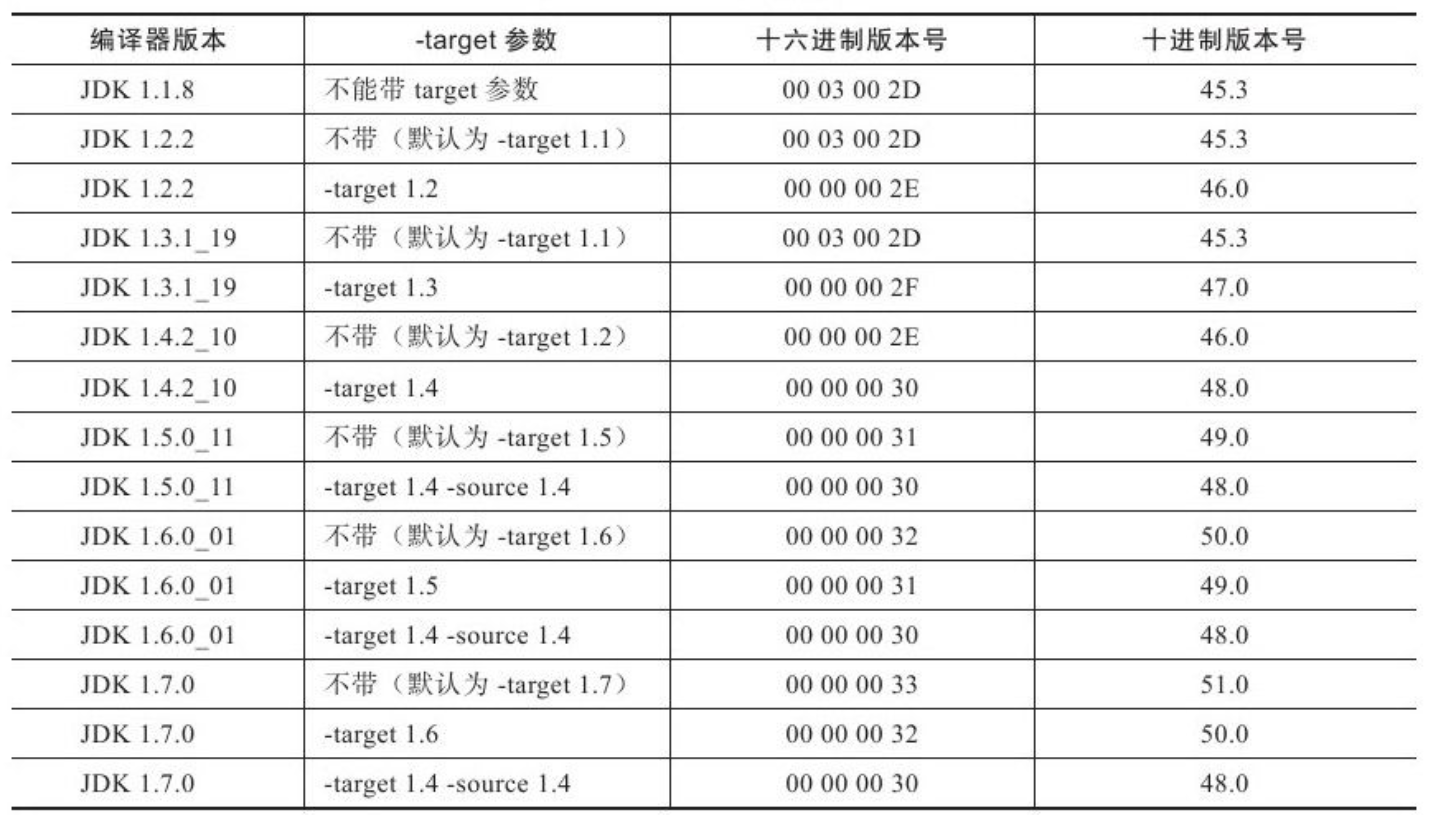 编译器版本 -target 参数 十六进制版本号 十进制版本号
JDK 1.1.8 不能带 target 参数 00 03 00 2D 45.3
JDK 1.2.2 不带（默认为 -target 1.1） 00 03 00 2D 45.3
JDK 1.2.2 -target 1.2 00 00 00 2E 46.0
JDK 1.3.1_19 不带（默认为 -target 1.1） 00 03 00 2D 45.3
JDK 1.3.1_19 -target 1.3 00 00 00 2F 47.0
JDK 1.4.2_10 不带（默认为 -target 1.2） 00 00 00 2E 46.0
JDK 1.4.2_10 -target 1.4 00 00 00 30 48.0
JDK 1.5.0_11 不带（默认为 -target 1.5） 00 00 00 31 49.0
JDK 1.5.0_11 -target 1.4 -source 1.4 00 00 00 30 48.0
JDK 1.6.0_01 不带（默认为 -target 1.6） 00 00 00 32 50.0
JDK 1.6.0_01 -target 1.5 00 00 00 31 49.0
JDK 1.6.0_01 -target 1.4 -source 1.4 00 00 00 30 48.0
JDK 1.7.0 不带（默认为 -target 1.7） 00 00 00 33 51.0
JDK 1.7.0 -target 1.6 00 00 00 32 50.0
JDK 1.7.0 -target 1.4 -source 1.4 00 00 00 30 48.0